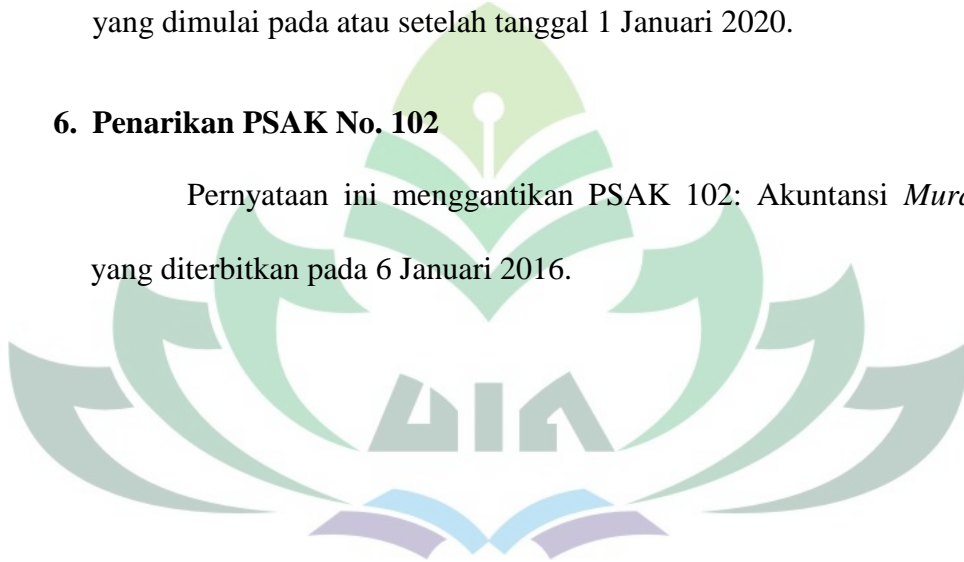 yang dimulai pada atau setelah tanggal 1 Januari 2020.
6. Penarikan PSAK No. 102
Pernyataan ini menggantikan PSAK 102: Akuntansi
yang diterbitkan pada 6 Januari 2016.
UIN